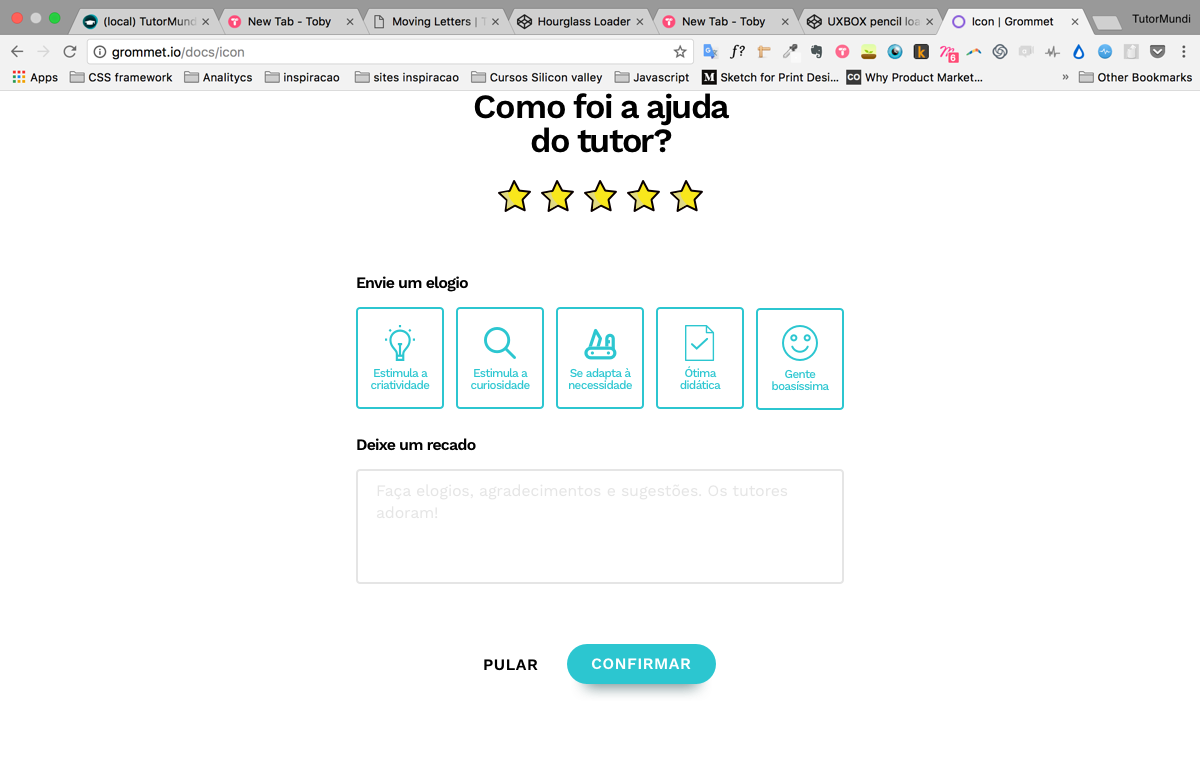 (local) TutorMund
New Tab - Toby
Moving Letters | T
Hourglass Loader
New Tab - Toby
UXBOX pencil loa
Icon | Grommet
TutorMundi
grommet.io/docs/icon
f?
6
Apps
CSS framework
Analitycs
inspiracao
sites inspiracao
Cursos Silicon valley
Javascript
M Sketch for Print Desi...
CO Why Product Market...
»
Other Bookmarks
Como foi a ajuda
do tutor?
Envie um elogio
Estimula a
criatividade
Estimula a
curiosidade
Se adapta à
necessidade
Ótima
didática
Gente
boasíssima
Deixe um recado
Faça elogios, agradecimentos e sugestões. Os tutores
adoram!
PULAR
CONFIRMAR